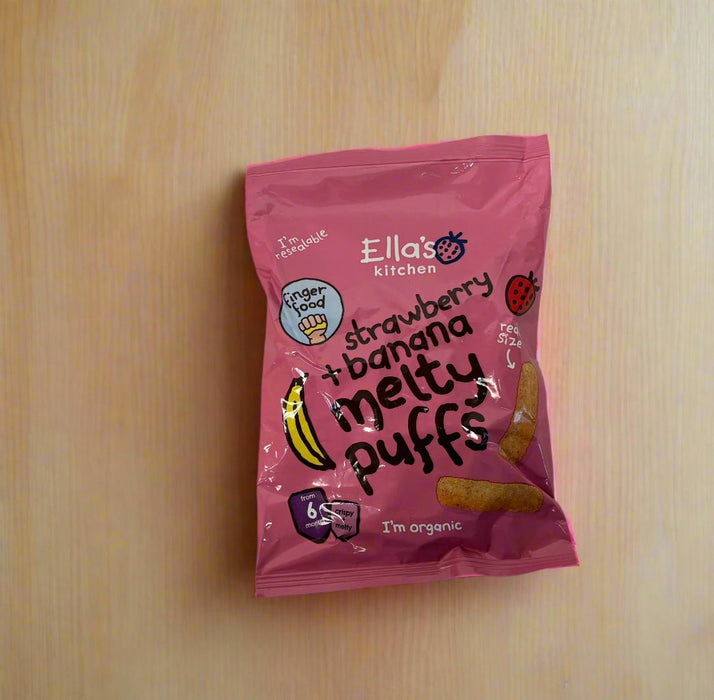 I'm
resealable
Ella's
kitchen
finger
food
strawberry
+ banana
melty
puffs
real
size
from
6
months
crispy
melty
I'm organic